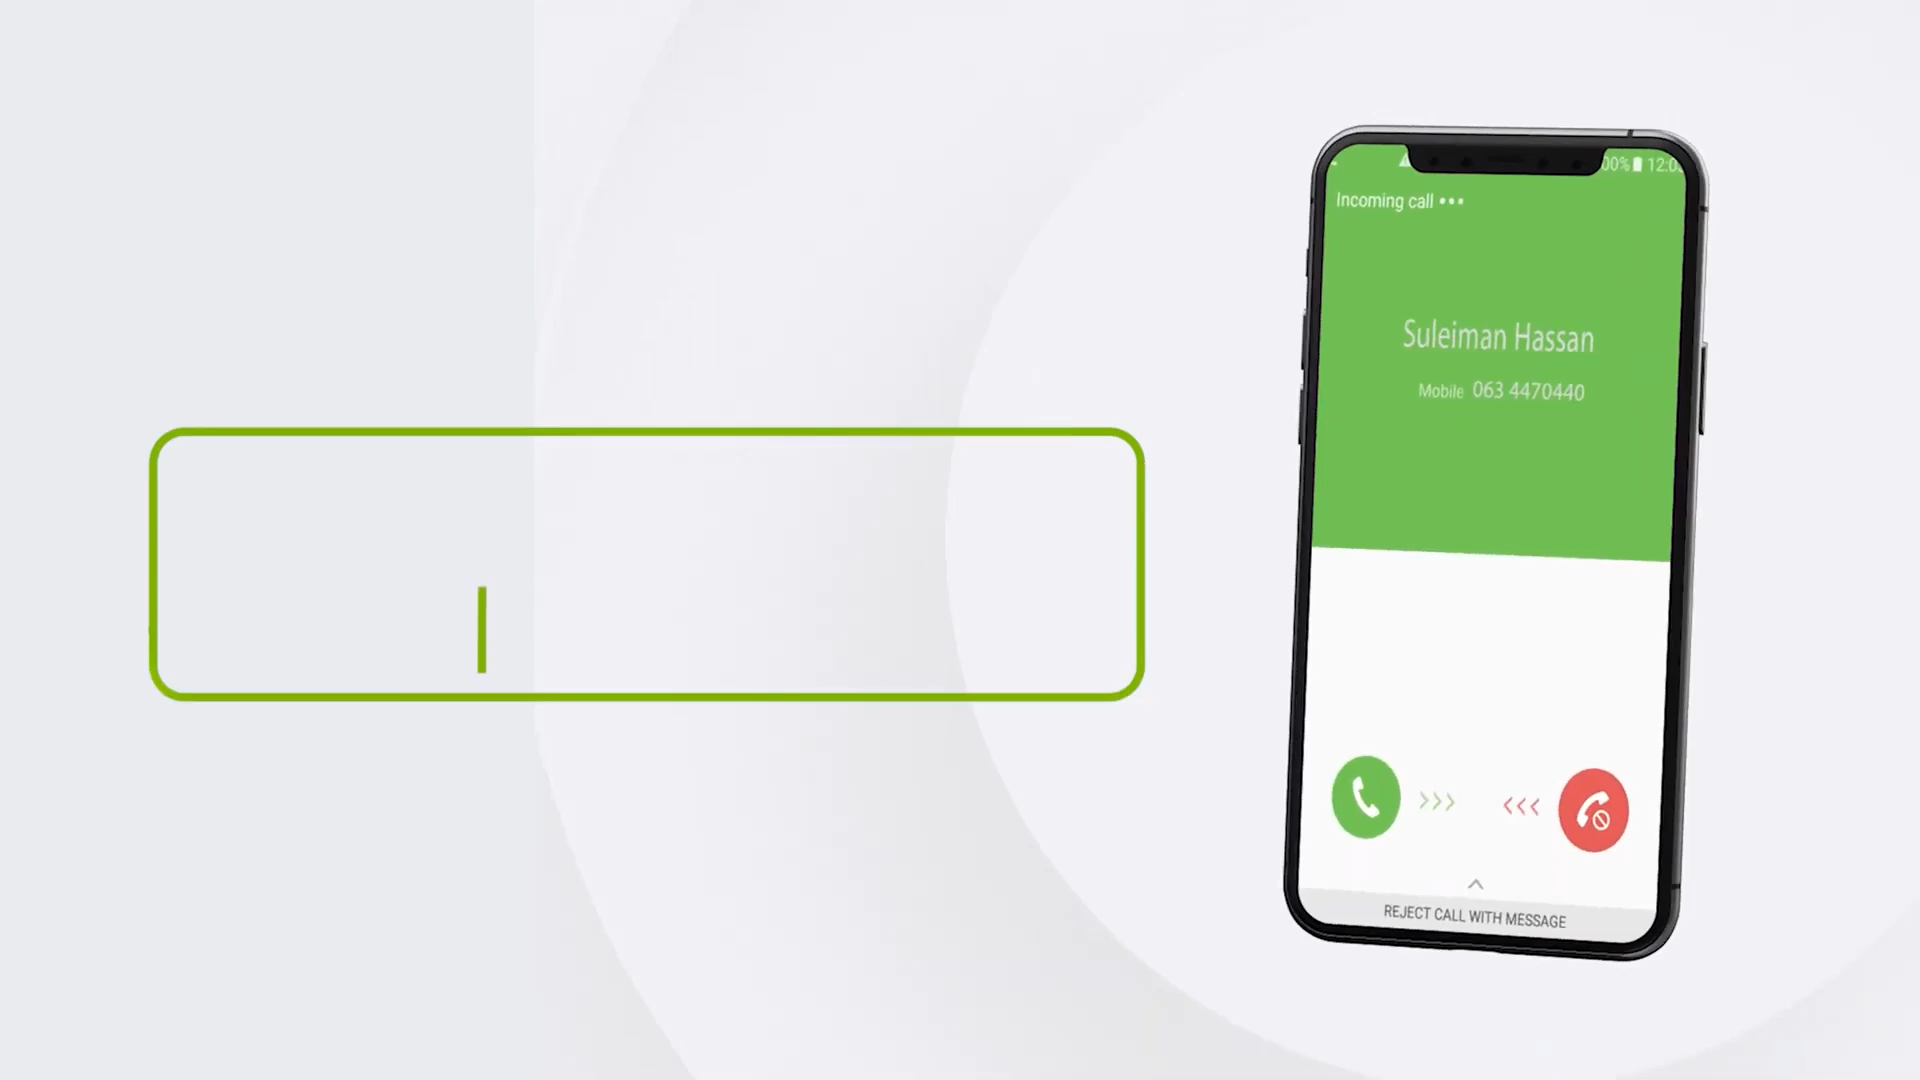 Incoming call •••
Suleiman Hassan
Mobile 063 4470440
REJECT CALL WITH MESSAGE